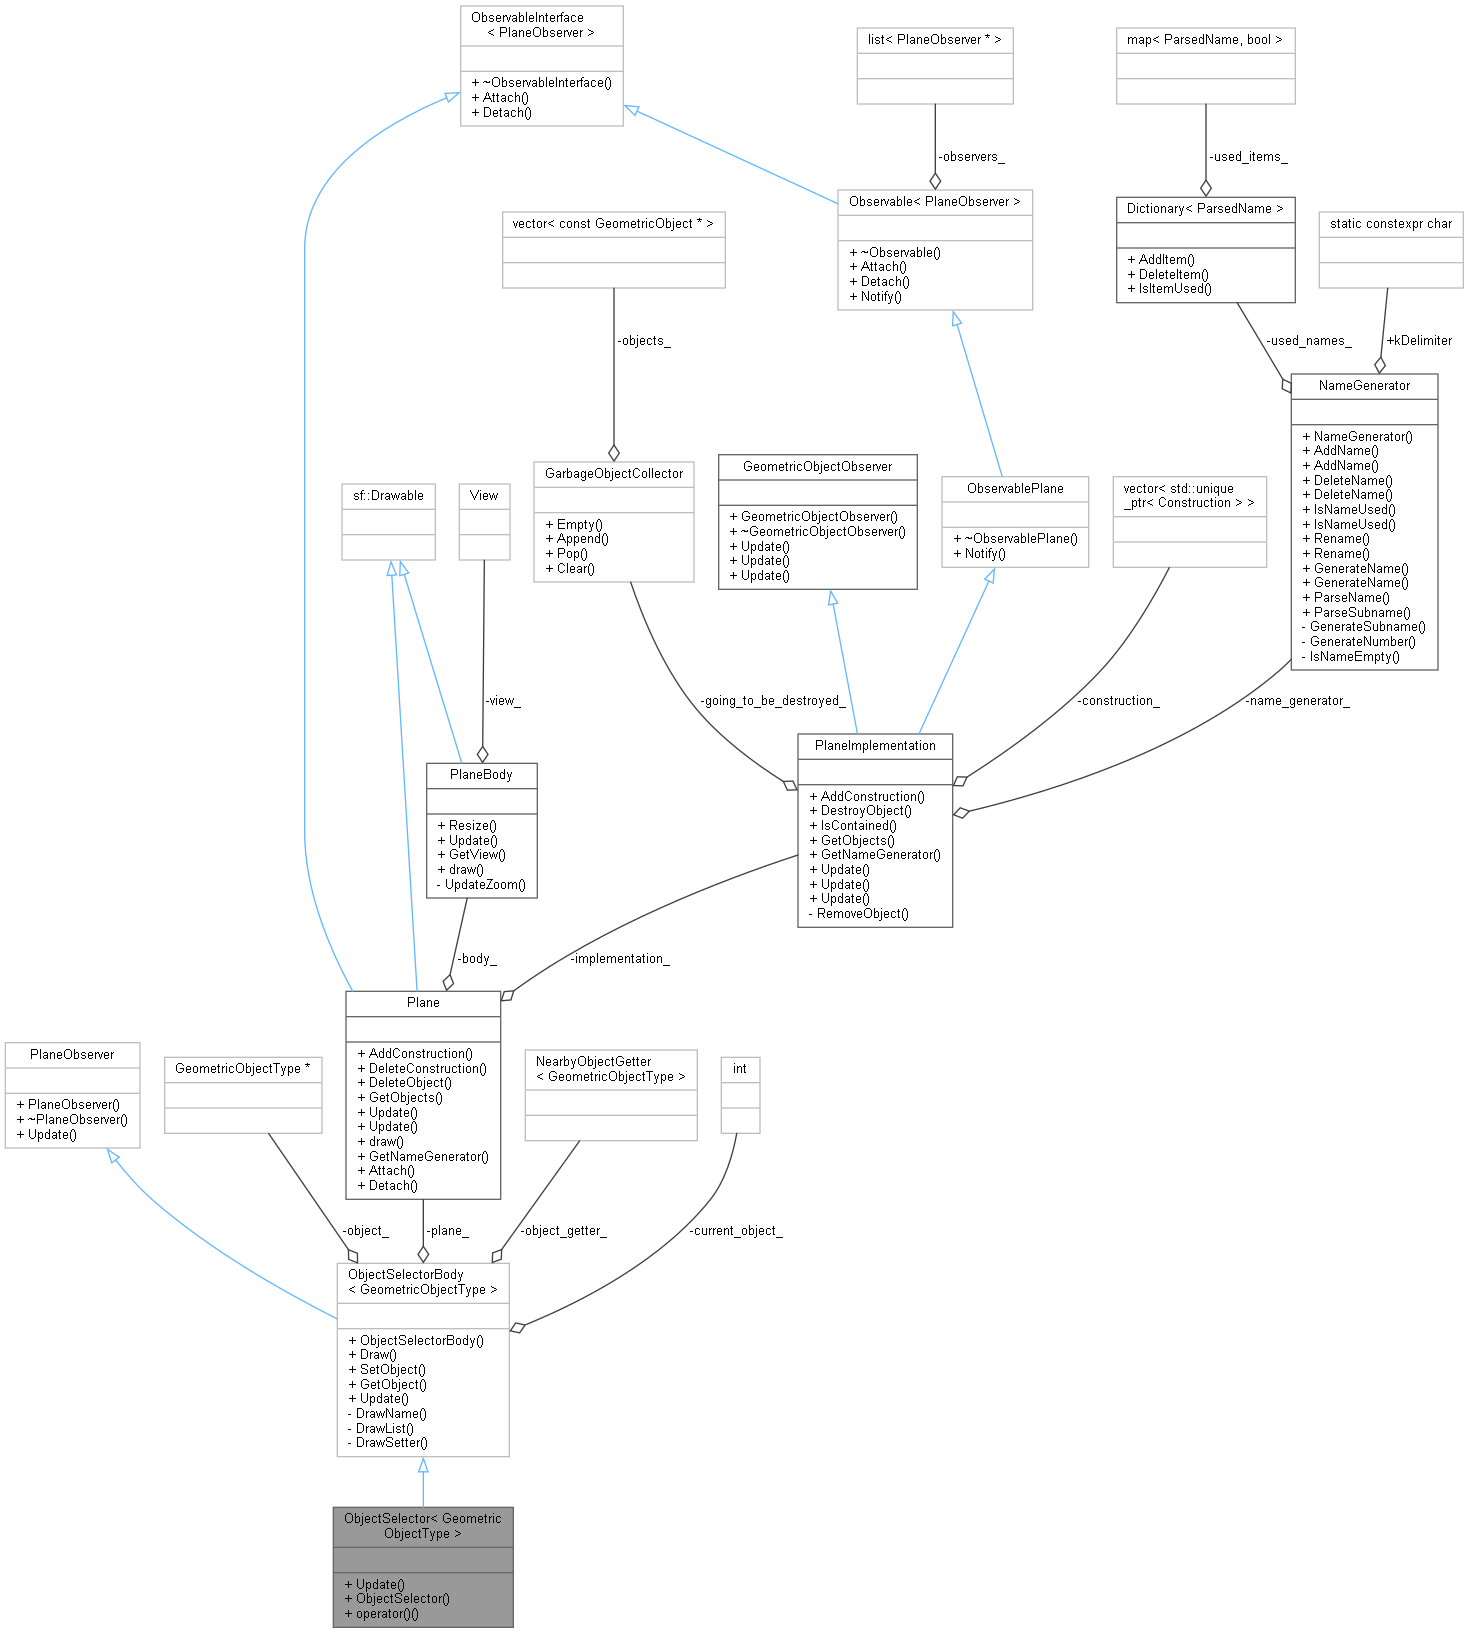 ObservableInterface
< PlaneObserver >
+ ~ObservableInterface()
+ Attach()
+ Detach()
list< PlaneObserver * >
map< ParsedName, bool >
-observers_
-used_items_
Observable< PlaneObserver >
+ ~Observable()
+ Attach()
+ Detach()
+ Notify()
Dictionary< ParsedName >
+ AddItem()
+ DeleteItem()
+ IsItemUsed()
vector< const GeometricObject * >
static constexpr char
-objects_
-used_names_
+kDelimiter
NameGenerator
+ NameGenerator()
+ AddName()
+ AddName()
+ DeleteName()
+ DeleteName()
+ IsNameUsed()
+ IsNameUsed()
+ Rename()
+ Rename()
+ GenerateName()
+ GenerateName()
+ ParseName()
+ ParseSubname()
- GenerateSubname()
- GenerateNumber()
- IsNameEmpty()
sf::Drawable
View
GarbageObjectCollector
+ Empty()
+ Append()
+ Pop()
+ Clear()
GeometricObjectObserver
+ GeometricObjectObserver()
+ ~GeometricObjectObserver()
+ Update()
+ Update()
+ Update()
ObservablePlane
+ ~ObservablePlane()
+ Notify()
vector< std::unique
_ptr< Construction > >
-view_
-going_to_be_destroyed_
-construction_
-name_generator_
PlaneBody
+ Resize()
+ Update()
+ GetView()
+ draw()
- UpdateZoom()
PlaneImplementation
+ AddConstruction()
+ DestroyObject()
+ IsContained()
+ GetObjects()
+ GetNameGenerator()
+ Update()
+ Update()
+ Update()
- RemoveObject()
-body_
-implementation_
Plane
+ AddConstruction()
+ DeleteConstruction()
+ DeleteObject()
+ GetObjects()
+ Update()
+ Update()
+ draw()
+ GetNameGenerator()
+ Attach()
+ Detach()
PlaneObserver
+ PlaneObserver()
+ ~PlaneObserver()
+ Update()
GeometricObjectType *
NearbyObjectGetter
< GeometricObjectType >
int
-object_
-plane_
-object_getter_
-current_object_
ObjectSelectorBody
< GeometricObjectType >
+ ObjectSelectorBody()
+ Draw()
+ SetObject()
+ GetObject()
+ Update()
- DrawName()
- DrawList()
- DrawSetter()
ObjectSelector< Geometric
ObjectType >
+ Update()
+ ObjectSelector()
+ operator()()